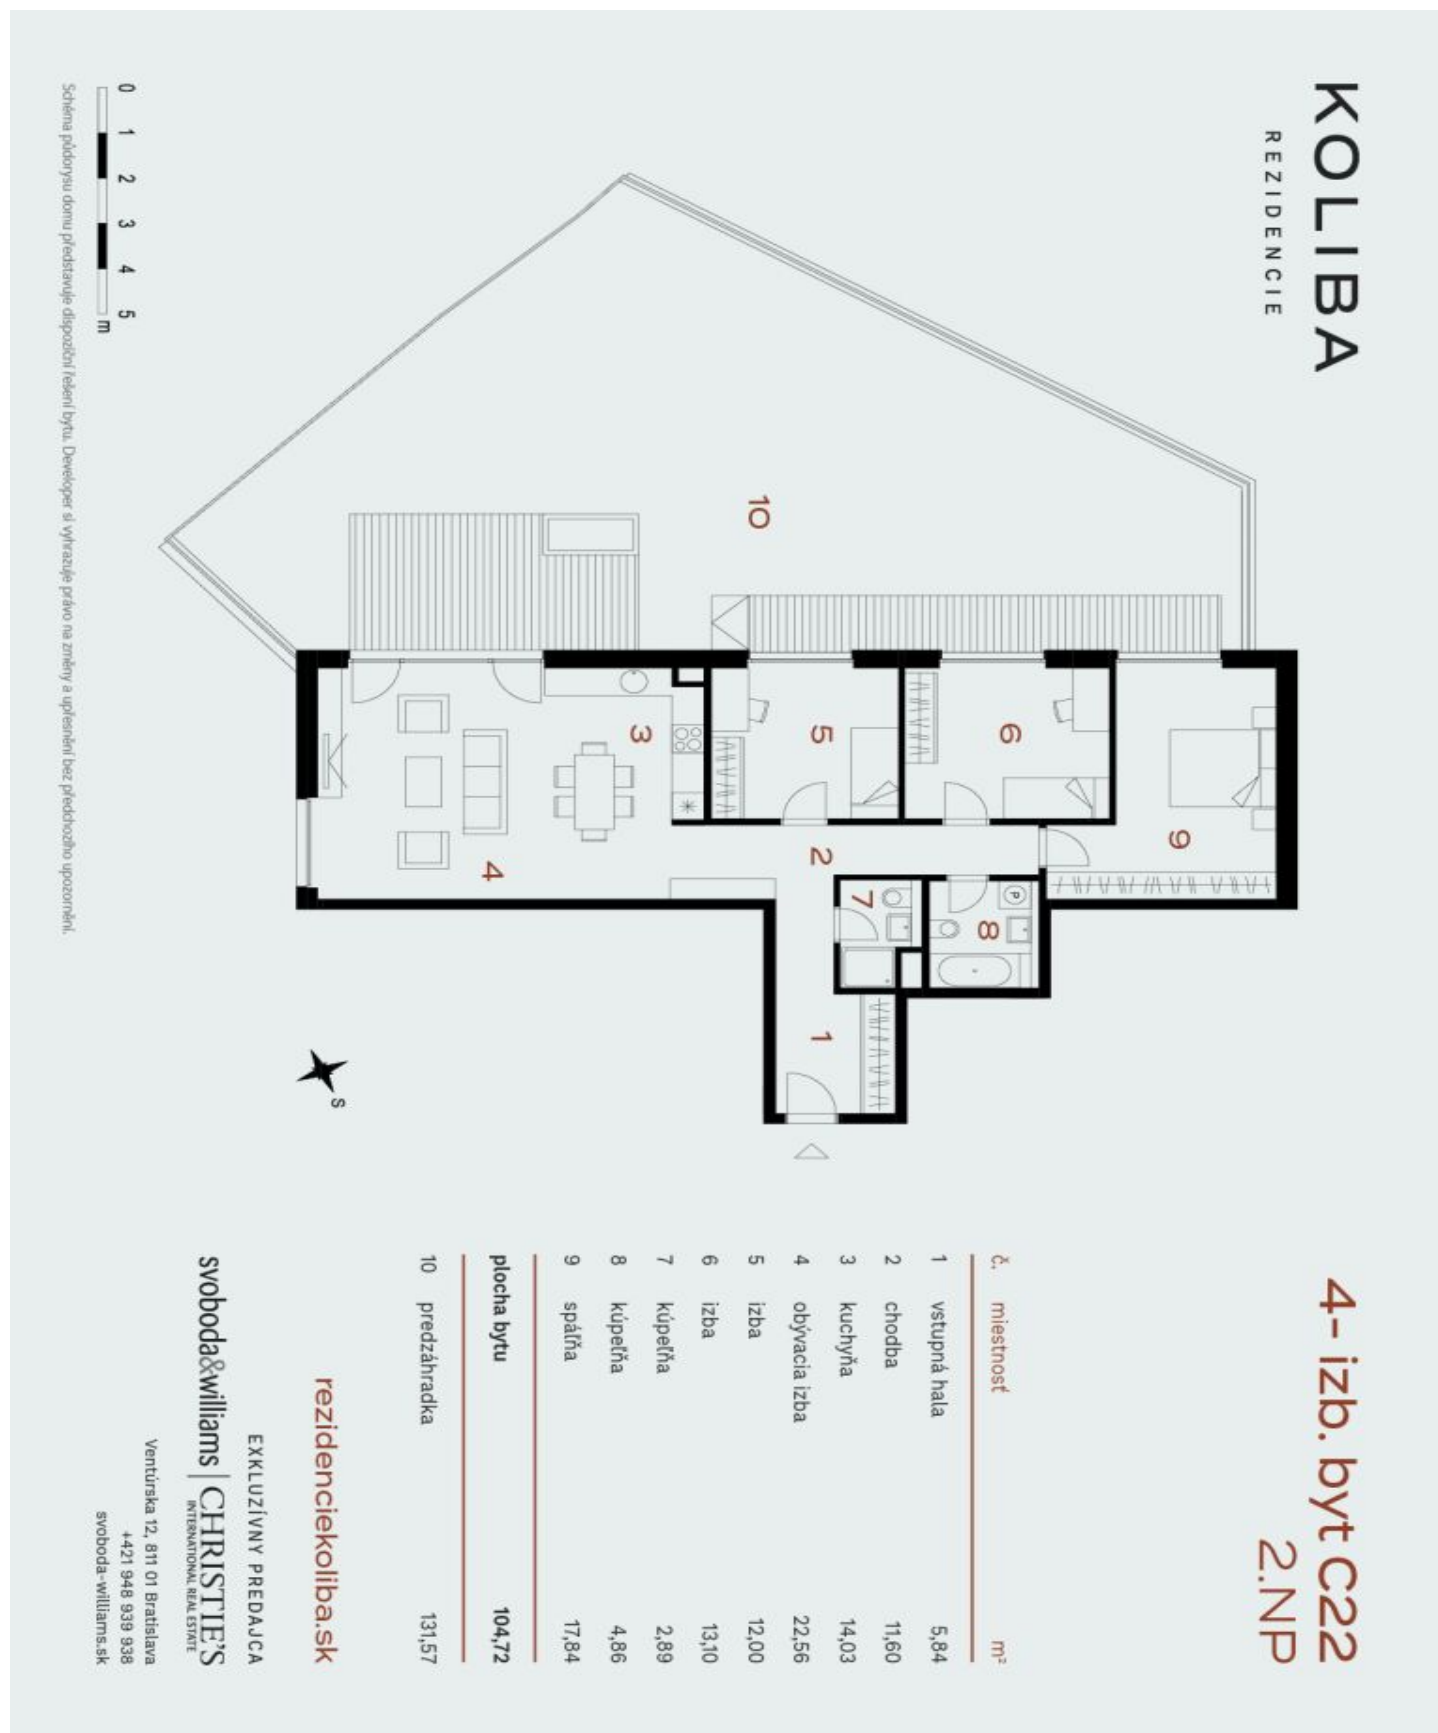 KOLIBA
REZIDENCIE
4- izb. byt C22
2.NP
č. miestnosť m²
1 vstupná hala 5,84
2 chodba 11,60
3 kuchyňa 14,03
4 obývacia izba 22,56
5 izba 12,00
6 izba 13,10
7 kúpeľňa 2,89
8 kúpeľňa 4,86
9 spálňa 17,84
plocha bytu 104,72
10 predzáhradka 131,57
10
9
6
5
3
4
2
8
7
1
P
S
rezidenciekoliba.sk
EXKLUZÍVNY PREDAJCA
svoboda&williams | CHRISTIE'S
INTERNATIONAL REAL ESTATE
Ventúrska 12, 811 01 Bratislava
+421 948 939 938
svoboda-williams.sk
0 1 2 3 4 5
m
Schéma půdorysu domu představuje dispoziční řešení bytu. Developer si vyhrazuje právo na změny a upřesnění bez předchozího upozornění.